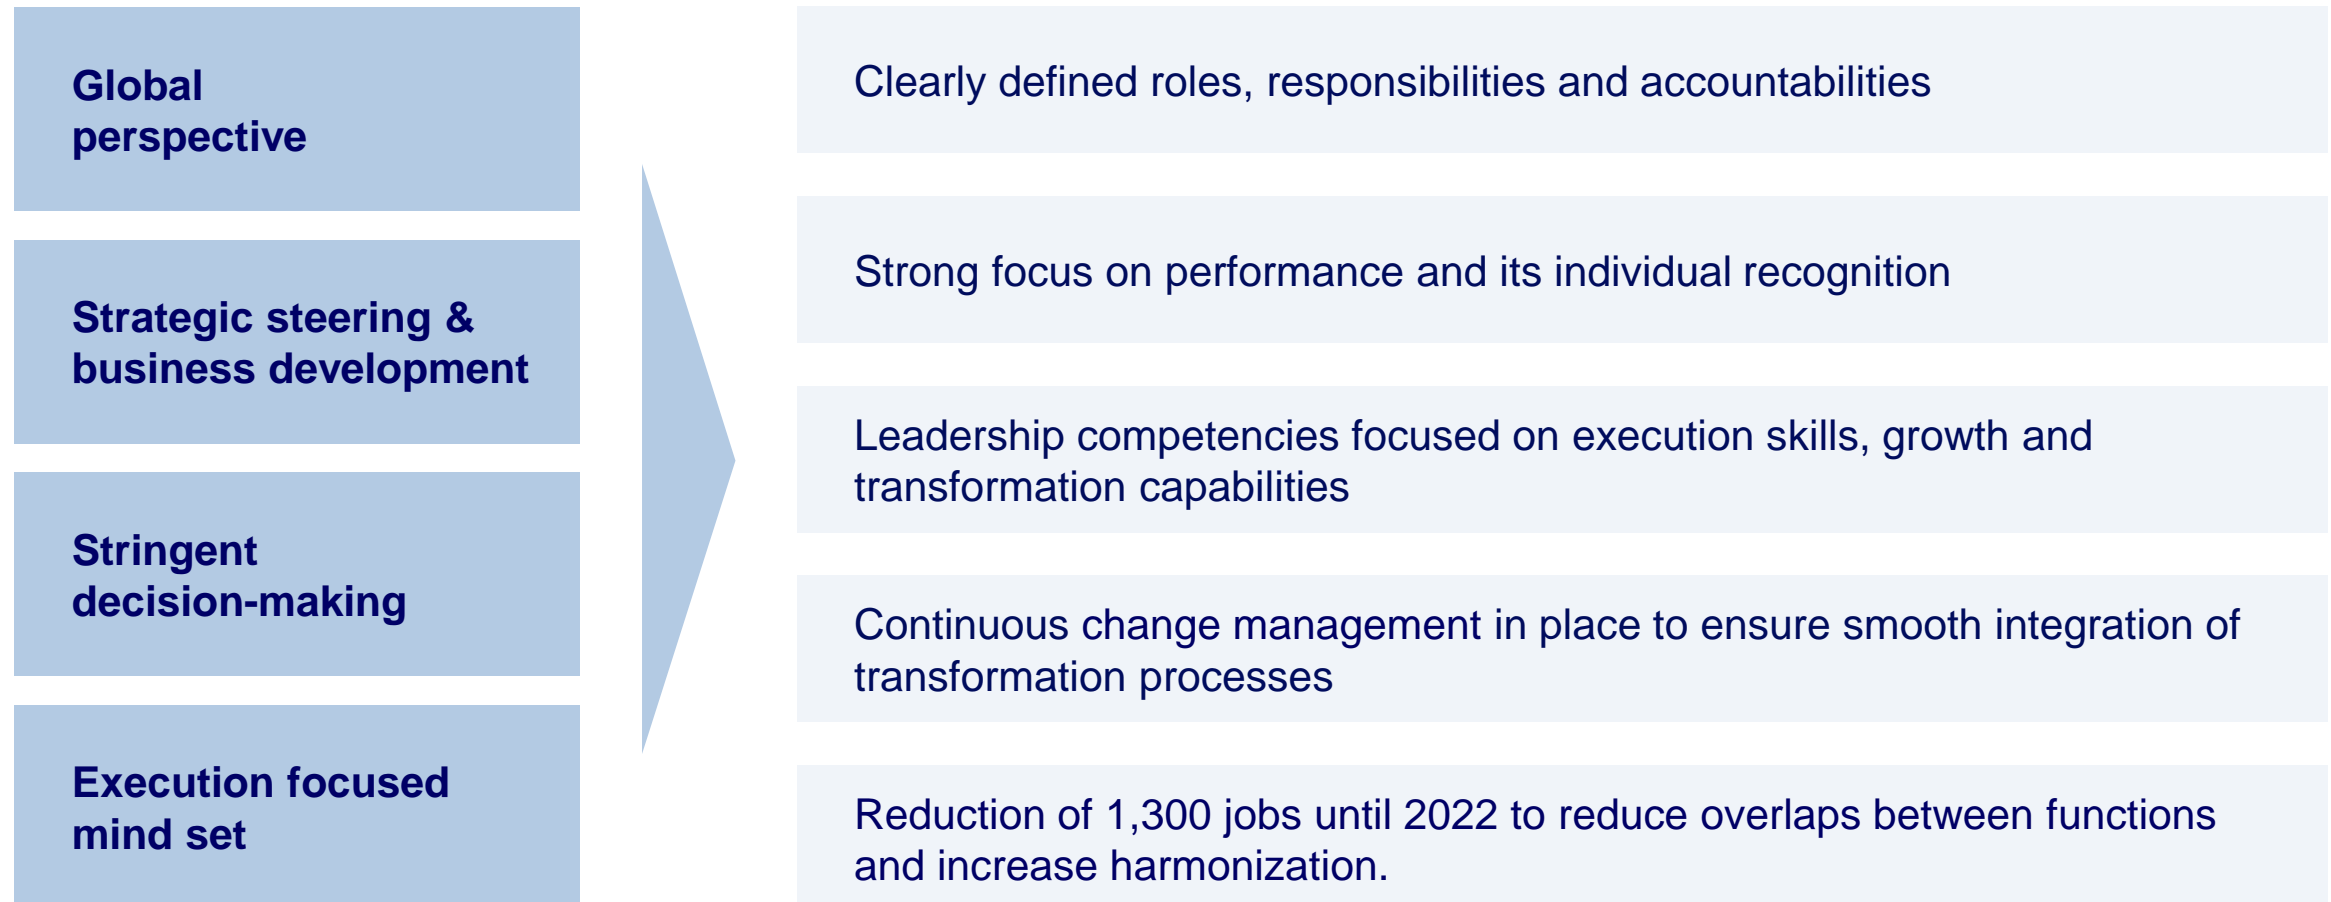 Global
perspective
Strategic steering &
business development
Stringent
decision-making
Execution focused
mind set
Clearly defined roles, responsibilities and accountabilities
Strong focus on performance and its individual recognition
Leadership competencies focused on execution skills, growth and
transformation capabilities
Continuous change management in place to ensure smooth integration of
transformation processes
Reduction of 1,300 jobs until 2022 to reduce overlaps between functions
and increase harmonization.